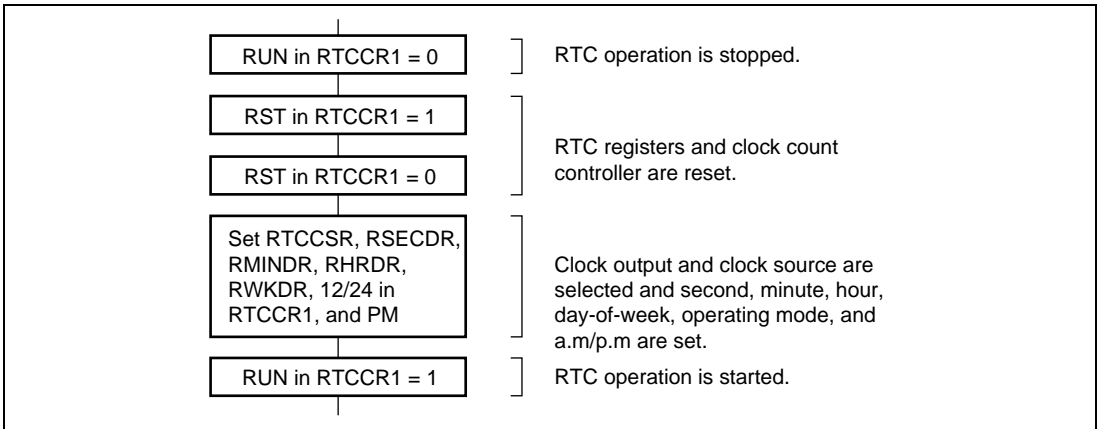 RUN in RTCCR1 = 0
RTC operation is stopped.
RST in RTCCR1 = 1
RST in RTCCR1 = 0
RTC registers and clock count
controller are reset.
Set RTCCSR, RSECDR,
RMINDR, RHRDR,
RWKDR, 12/24 in
RTCCR1, and PM
Clock output and clock source are
selected and second, minute, hour,
day-of-week, operating mode, and
a.m/p.m are set.
RUN in RTCCR1 = 1
RTC operation is started.